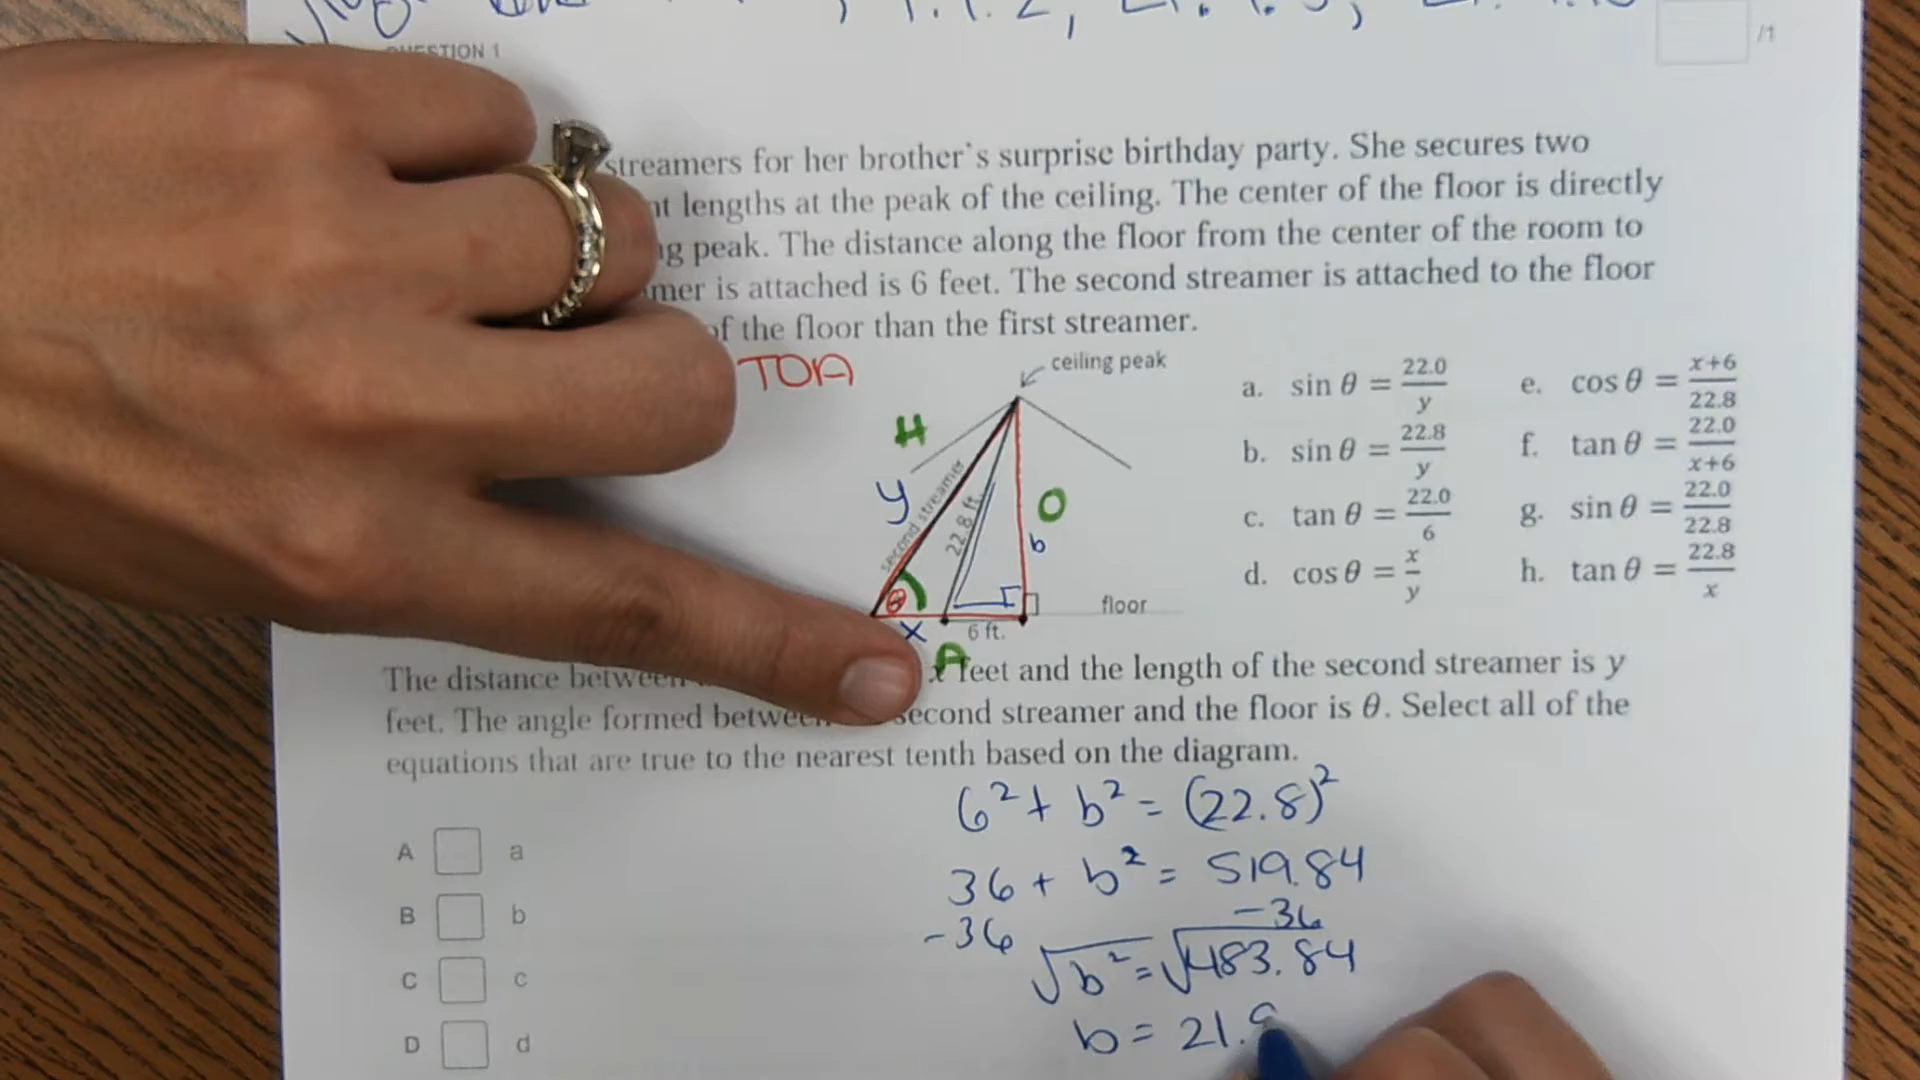 QUESTION 1
/1
streamers for her brother's surprise birthday party. She secures two
lengths at the peak of the ceiling. The center of the floor is directly
peak. The distance along the floor from the center of the room to
is attached is 6 feet. The second streamer is attached to the floor
of the floor than the first streamer.
TOA
ceiling peak
H
y
second streamer
22.8 ft.
O
b
θ
floor
x
6 ft.
A
a. sin θ = 22.0/y
b. sin θ = 22.8/y
c. tan θ = 22.0/6
d. cos θ = x/y
e. cos θ = x+6/22.8
f. tan θ = 22.0/x+6
g. sin θ = 22.0/22.8
h. tan θ = 22.8/x
The distance between x feet and the length of the second streamer is y
feet. The angle formed between second streamer and the floor is θ. Select all of the
equations that are true to the nearest tenth based on the diagram.
6² + b² = (22.8)²
36 + b² = 519.84
-36 -36
√b² = √483.84
b = 21.9
A a
B b
C c
D d